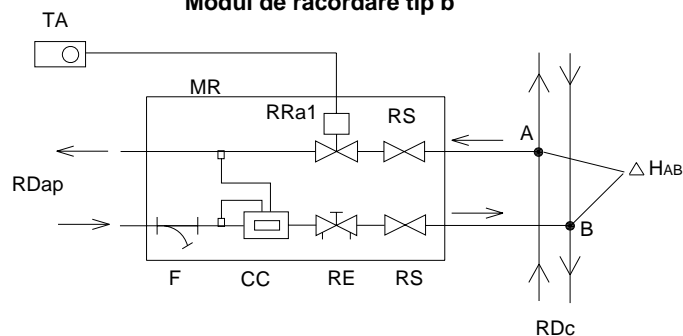 Modul de racordare tip b
TA
MR
RRa1
RS
A
△ HAB
RDap
B
F
CC
RE
RS
RDc